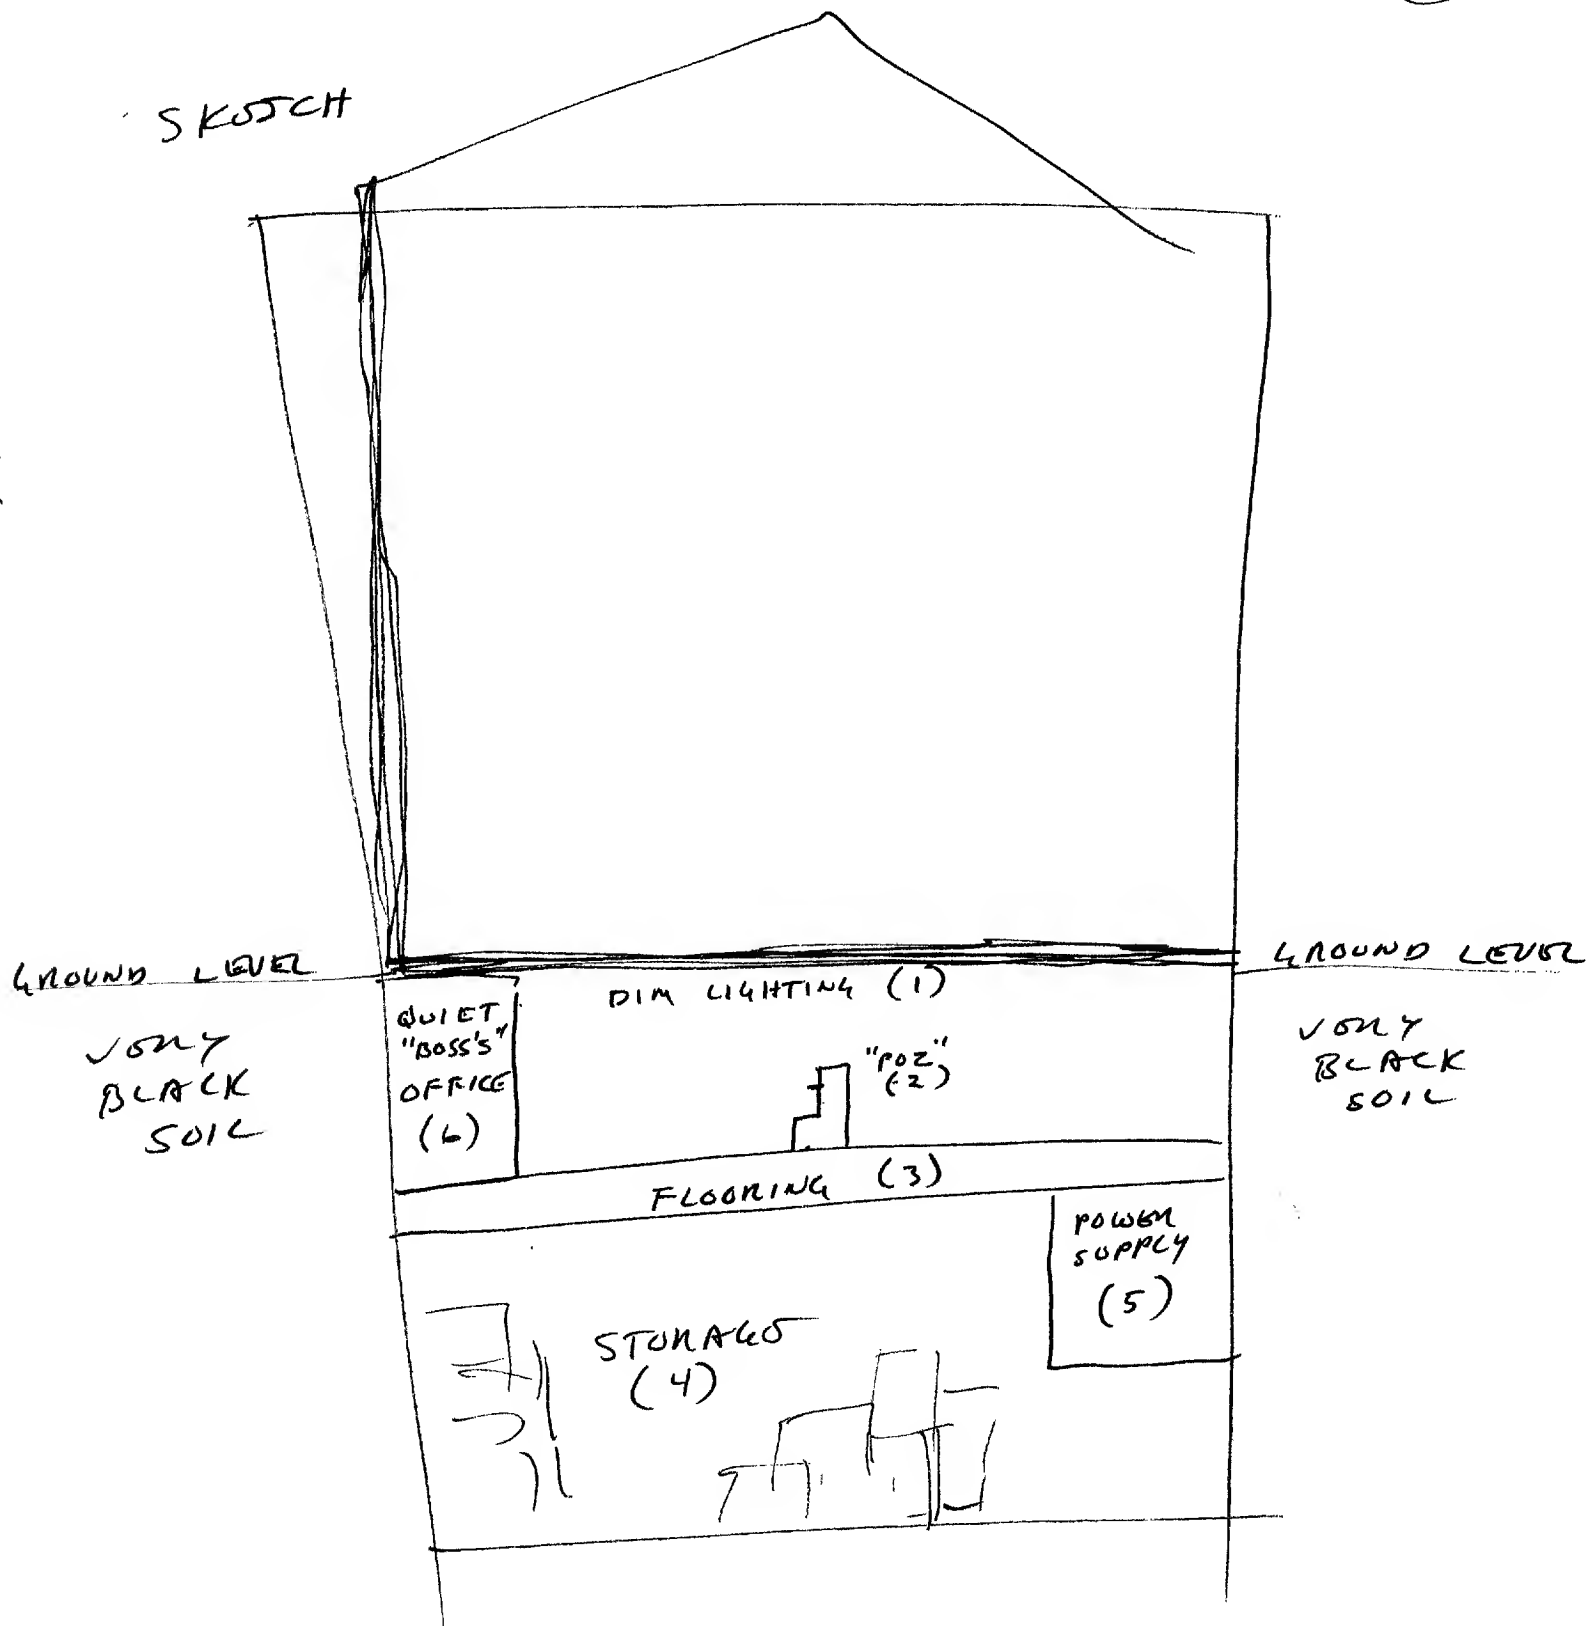 SKETCH
GROUND LEVEL
GROUND LEVEL
DIM LIGHTING (1)
QUIET
"BOSS'S"
OFFICE
(6)
VERY
BLACK
SOIL
"POZ"
(2)
VERY
BLACK
SOIL
FLOORING (3)
POWER
SUPPLY
(5)
STORAGE
(4)